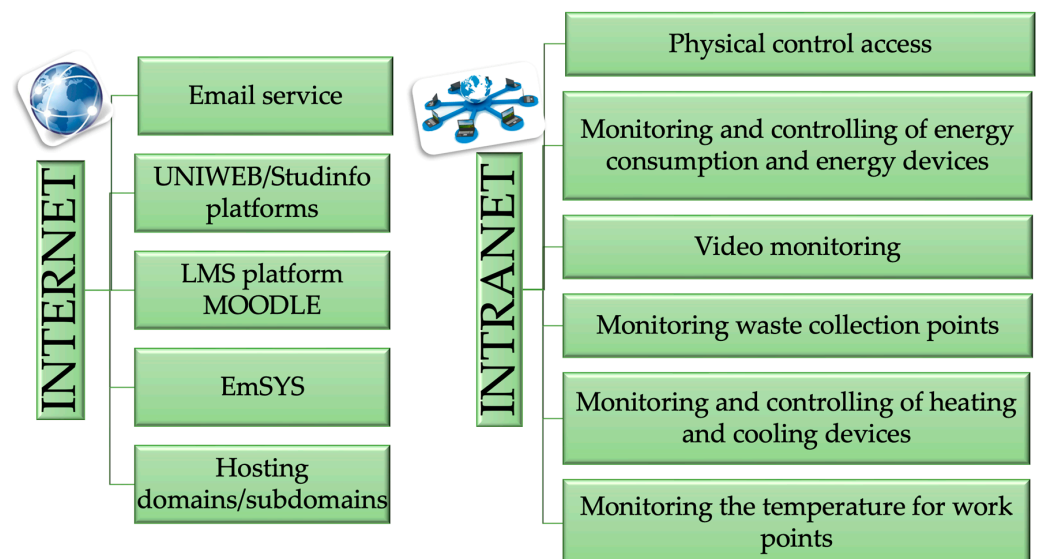 INTERNET
Email service
UNIWEB/Studinfo
platforms
LMS platform
MOODLE
EmSYS
Hosting
domains/subdomains
INTRANET
Physical control access
Monitoring and controlling of energy
consumption and energy devices
Video monitoring
Monitoring waste collection points
Monitoring and controlling of heating
and cooling devices
Monitoring the temperature for work
points